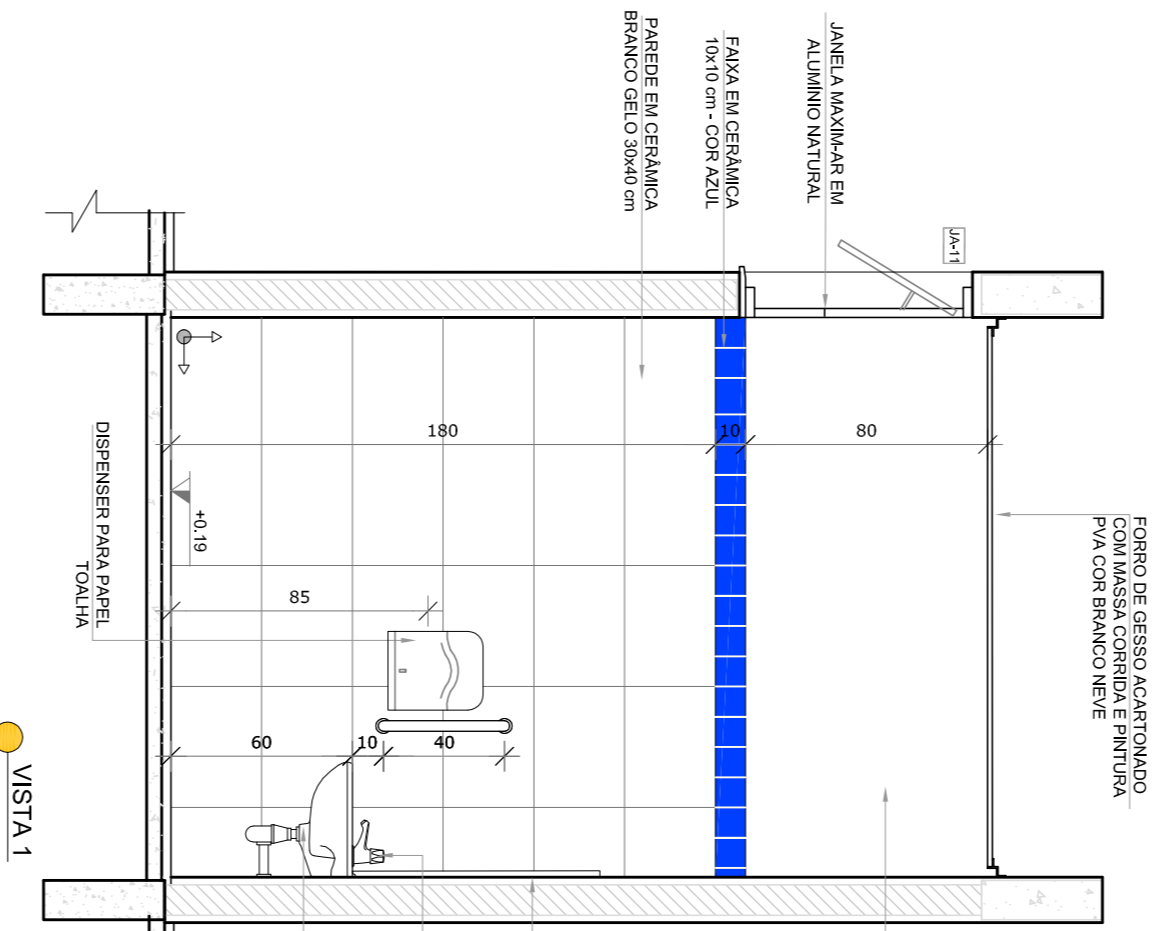 FORRO DE GESSO ACARTONADO
COM MASSA CORRIDA E PINTURA
PVA COR BRANCO NEVE
JA-11
JANELA MAXIM-AR EM
ALUMÍNIO NATURAL
FAIXA EM CERÂMICA
10x10 cm - COR AZUL
PAREDE EM CERÂMICA
BRANCO GELO 30x40 cm
80
10
180
+0.19
85
40
10
60
DISPENSER PARA PAPEL
TOALHA
VISTA 1